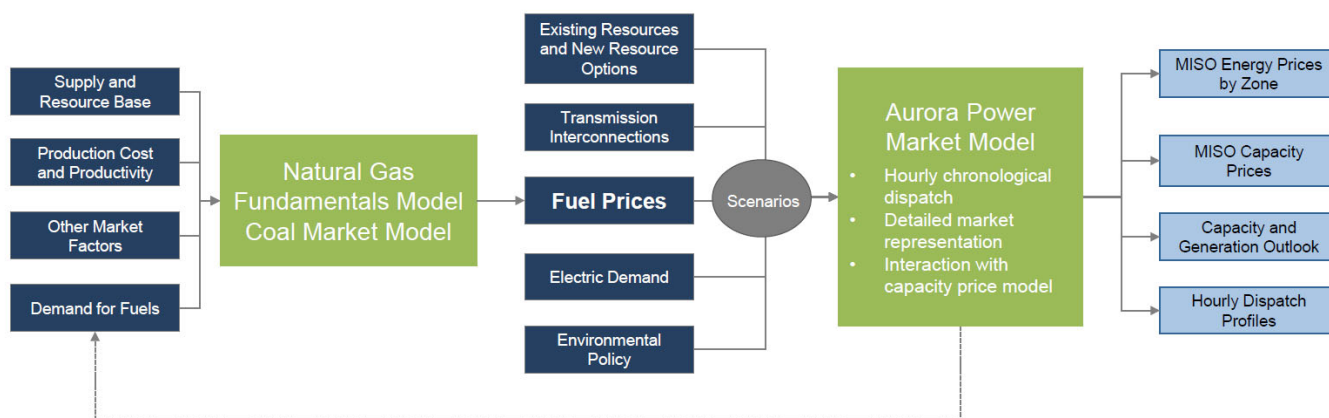 Supply and
Resource Base
Production Cost
and Productivity
Other Market
Factors
Demand for Fuels
Natural Gas
Fundamentals Model
Coal Market Model
Existing Resources
and New Resource
Options
Transmission
Interconnections
Fuel Prices
Electric Demand
Environmental
Policy
Scenarios
Aurora Power
Market Model
• Hourly chronological
dispatch
• Detailed market
representation
• Interaction with
capacity price model
MISO Energy Prices
by Zone
MISO Capacity
Prices
Capacity and
Generation Outlook
Hourly Dispatch
Profiles